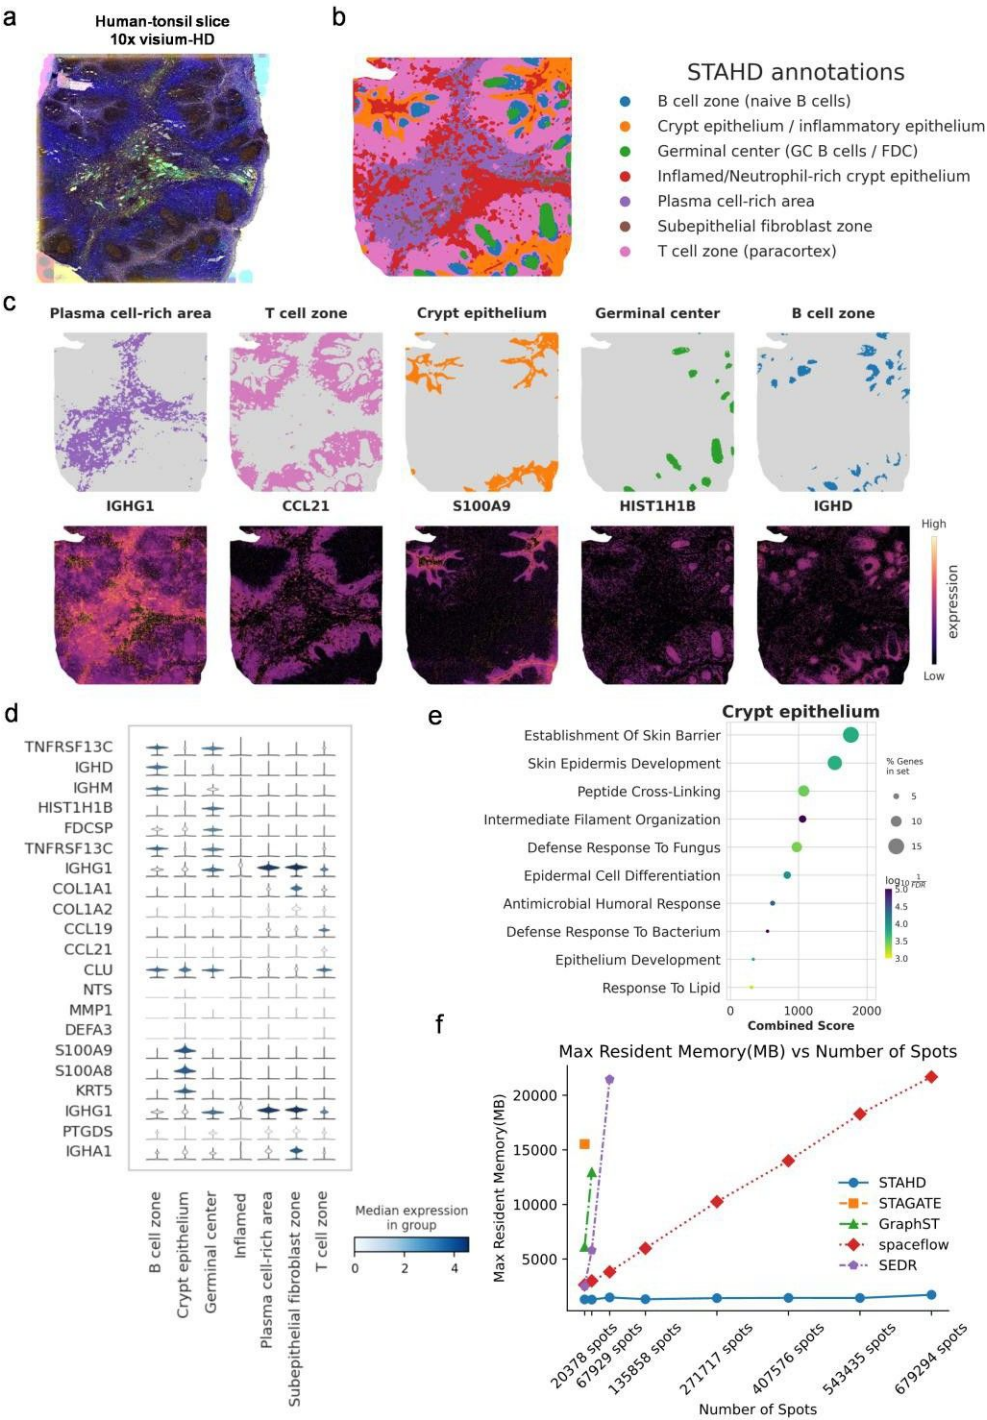 a
Human-tonsil slice
10x visium-HD
b
STAHD annotations
B cell zone (naive B cells)
Crypt epithelium / inflammatory epithelium
Germinal center (GC B cells / FDC)
Inflamed/Neutrophil-rich crypt epithelium
Plasma cell-rich area
Subepithelial fibroblast zone
T cell zone (paracortex)
c
Plasma cell-rich area
T cell zone
Crypt epithelium
Germinal center
B cell zone
IGHG1
CCL21
S100A9
HIST1H1B
IGHD
High
expression
Low
d
TNFRSF13C
IGHD
IGHM
HIST1H1B
FDCSP
TNFRSF13C
IGHG1
COL1A1
COL1A2
CCL19
CCL21
CLU
NTS
MMP1
DEFA3
S100A9
S100A8
KRT5
IGHG1
PTGDS
IGHA1
B cell zone
Crypt epithelium
Germinal center
Inflamed
Plasma cell-rich area
Subepithelial fibroblast zone
T cell zone
Median expression
in group
0 2 4
e
Crypt epithelium
Establishment Of Skin Barrier
Skin Epidermis Development
Peptide Cross-Linking
Intermediate Filament Organization
Defense Response To Fungus
Epidermal Cell Differentiation
Antimicrobial Humoral Response
Defense Response To Bacterium
Epithelium Development
Response To Lipid
0 1000 2000
Combined Score
% Genes
in set
5
10
15
log10 1/FDR
5.0
4.5
4.0
3.5
3.0
f
Max Resident Memory(MB) vs Number of Spots
Max Resident Memory(MB)
20000
15000
10000
5000
STAHD
STAGATE
GraphST
spaceflow
SEDR
20378 spots
67929 spots
135858 spots
271717 spots
407576 spots
543435 spots
679294 spots
Number of Spots